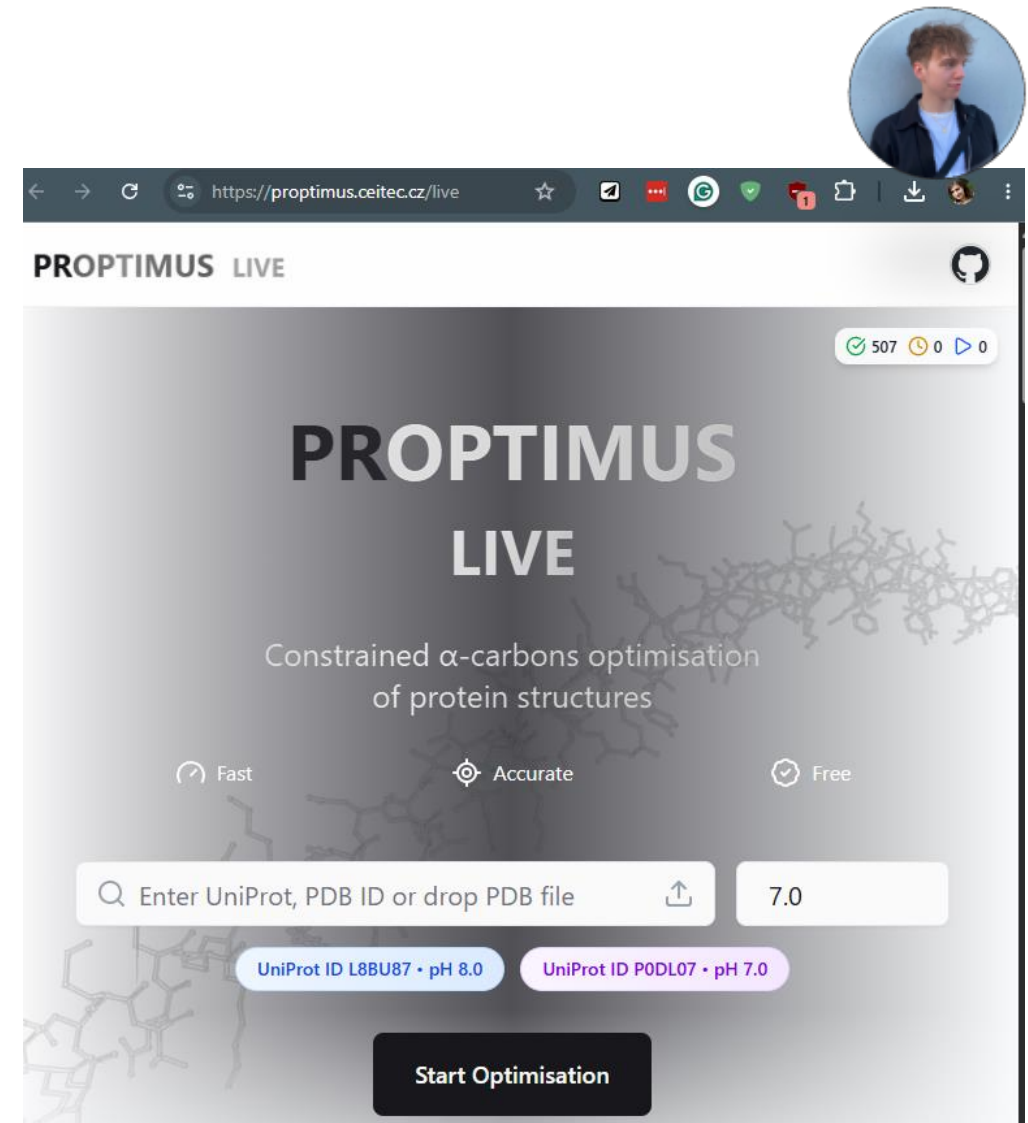 https://proptimus.ceitec.cz/live
1
PROPTIMUS LIVE
507 0 0
PROPTIMUS
LIVE
Constrained α-carbons optimisation
of protein structures
Fast Accurate Free
Enter UniProt, PDB ID or drop PDB file 7.0
UniProt ID L8BU87 • pH 8.0 UniProt ID P0DL07 • pH 7.0
Start Optimisation